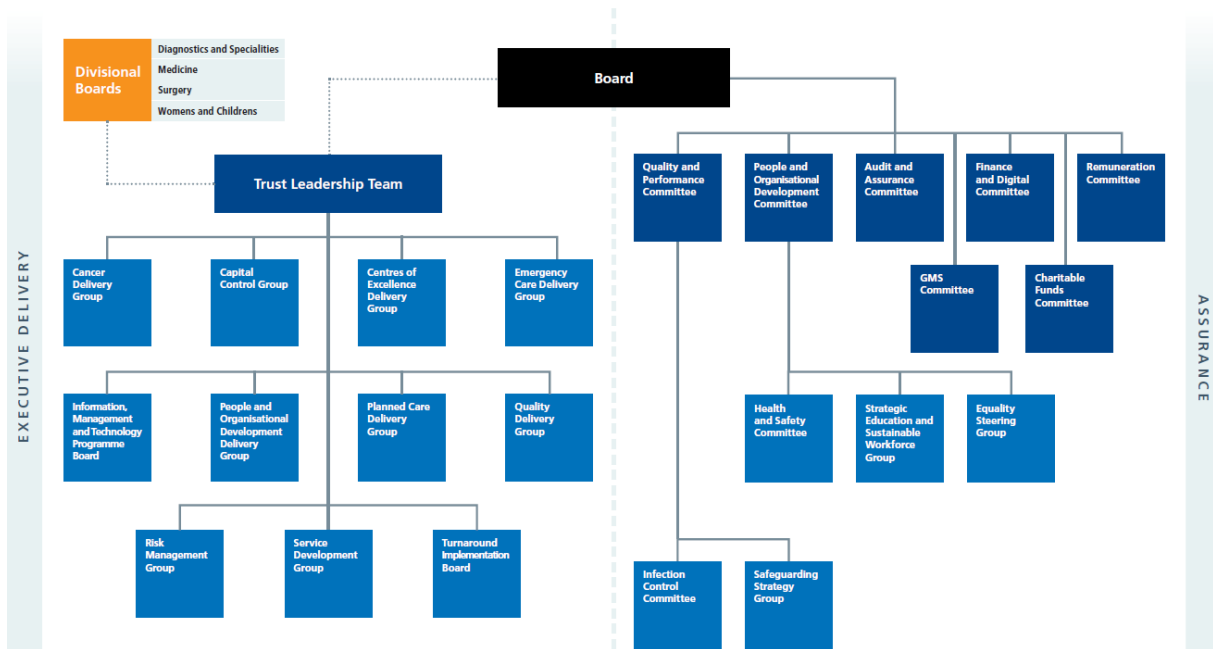 Divisional
Boards
Diagnostics and Specialities
Medicine
Surgery
Womens and Childrens
Board
Trust Leadership Team
Quality and
Performance
Committee
People and
Organisational
Development
Committee
Audit and
Assurance
Committee
Finance
and Digital
Committee
Remuneration
Committee
EXECUTIVE DELIVERY
Cancer
Delivery
Group
Capital
Control Group
Centres of
Excellence
Delivery
Group
Emergency
Care Delivery
Group
GMS
Committee
Charitable
Funds
Committee
ASSURANCE
Information,
Management
and Technology
Programme
Board
People and
Organisational
Development
Delivery
Group
Planned Care
Delivery
Group
Quality
Delivery
Group
Health
and Safety
Committee
Strategic
Education and
Sustainable
Workforce
Group
Equality
Steering
Group
Risk
Management
Group
Service
Development
Group
Turnaround
Implementation
Board
Infection
Control
Committee
Safeguarding
Strategy
Group